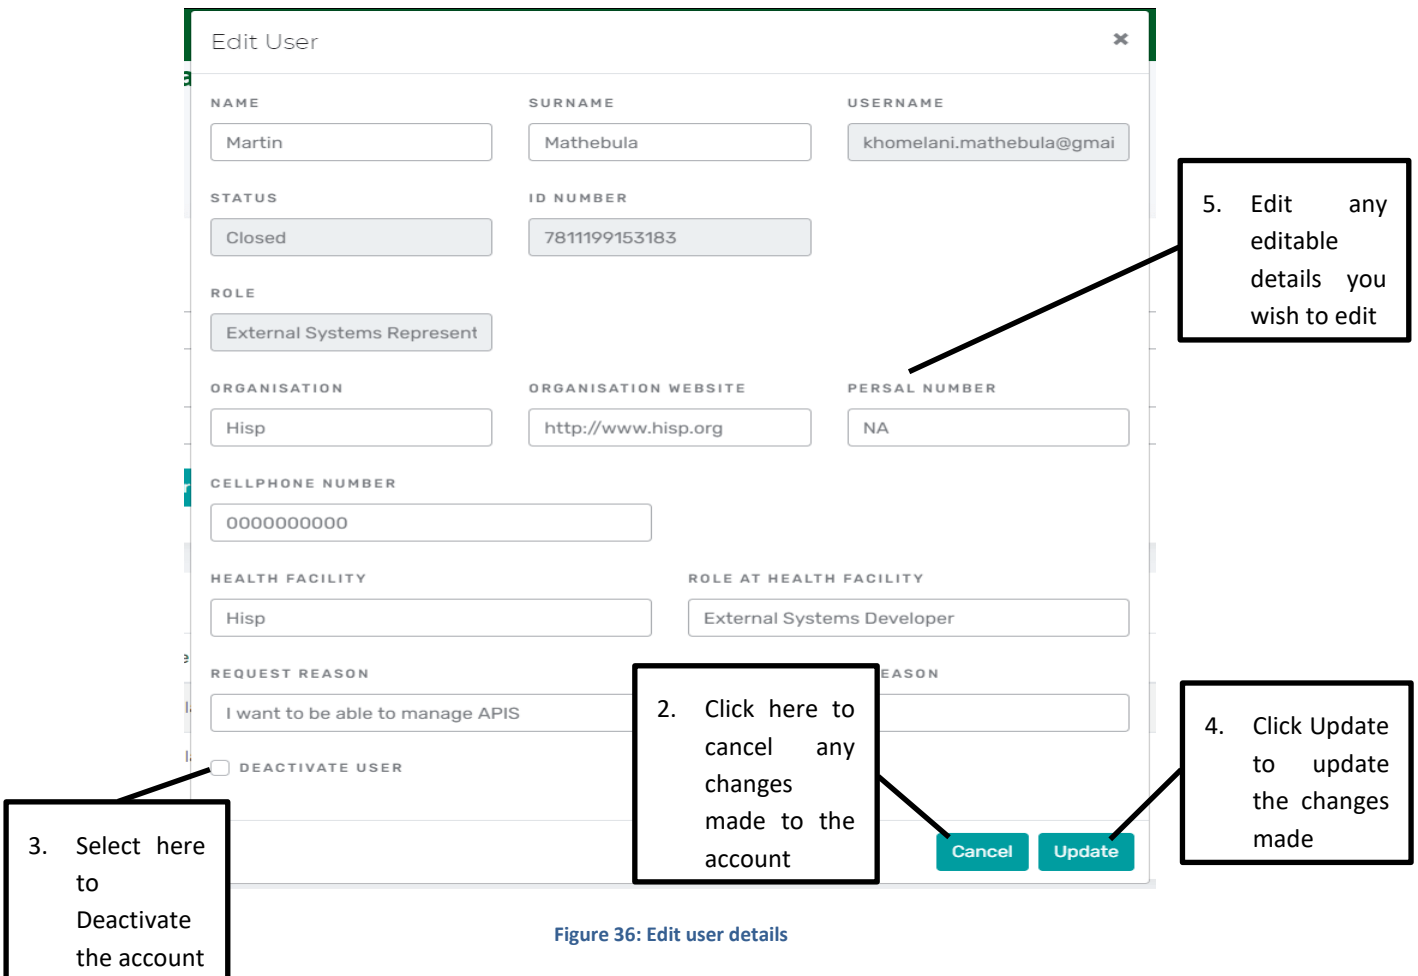 Edit User
NAME SURNAME USERNAME
Martin Mathebula khomelani.mathebula@gmai
STATUS ID NUMBER
Closed 7811199153183
ROLE
External Systems Represent
ORGANISATION ORGANISATION WEBSITE PERSAL NUMBER
Hisp http://www.hisp.org NA
CELLPHONE NUMBER
0000000000
HEALTH FACILITY ROLE AT HEALTH FACILITY
Hisp External Systems Developer
REQUEST REASON EASON
I want to be able to manage APIS
DEACTIVATE USER
Cancel Update
5. Edit any
editable
details you
wish to edit
2. Click here to
cancel any
changes
made to the
account
4. Click Update
to update
the changes
made
3. Select here
to
Deactivate
the account
Figure 36: Edit user details